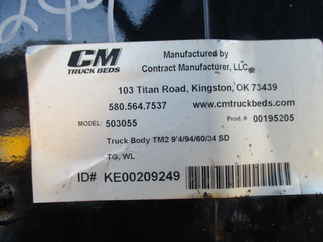 CM
TRUCK BEDS
Manufactured by
Contract Manufacturer, LLC
103 Titan Road, Kingston, OK 73439
580.564.7537 www.cmtruckbeds.com
MODEL: 503055 Prod.#: 00195205
Truck Body TM2 9'4/94/60/34 SD
TG, WL
ID# KE00209249